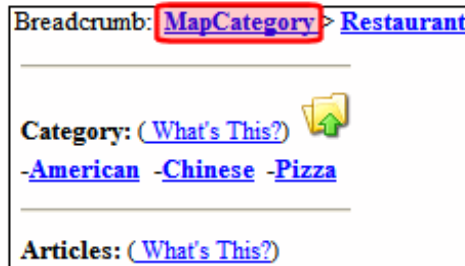 Breadcrumb: MapCategory > Restaurant
Category: ( What's This?)
-American -Chinese -Pizza
Articles: ( What's This?)